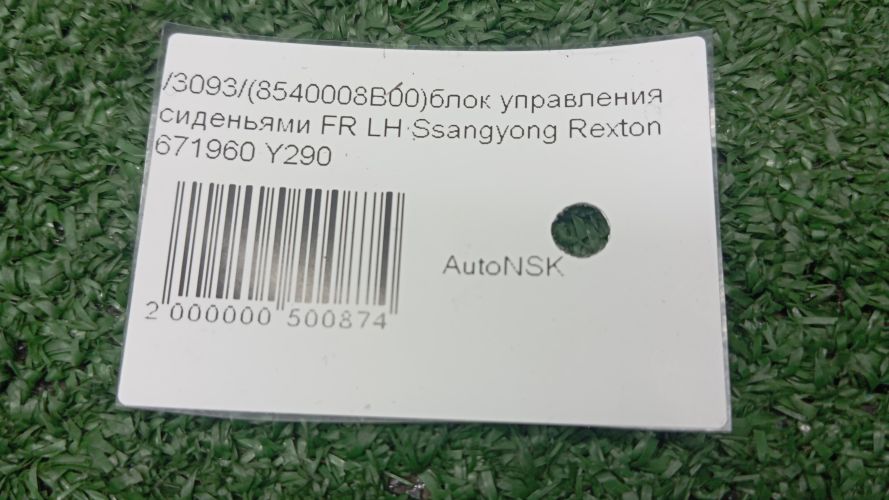 /3093/(8540008B00)блок управления
сиденьями FR LH Ssangyong Rexton
671960 Y290
AutoNSK
2 000000 500874